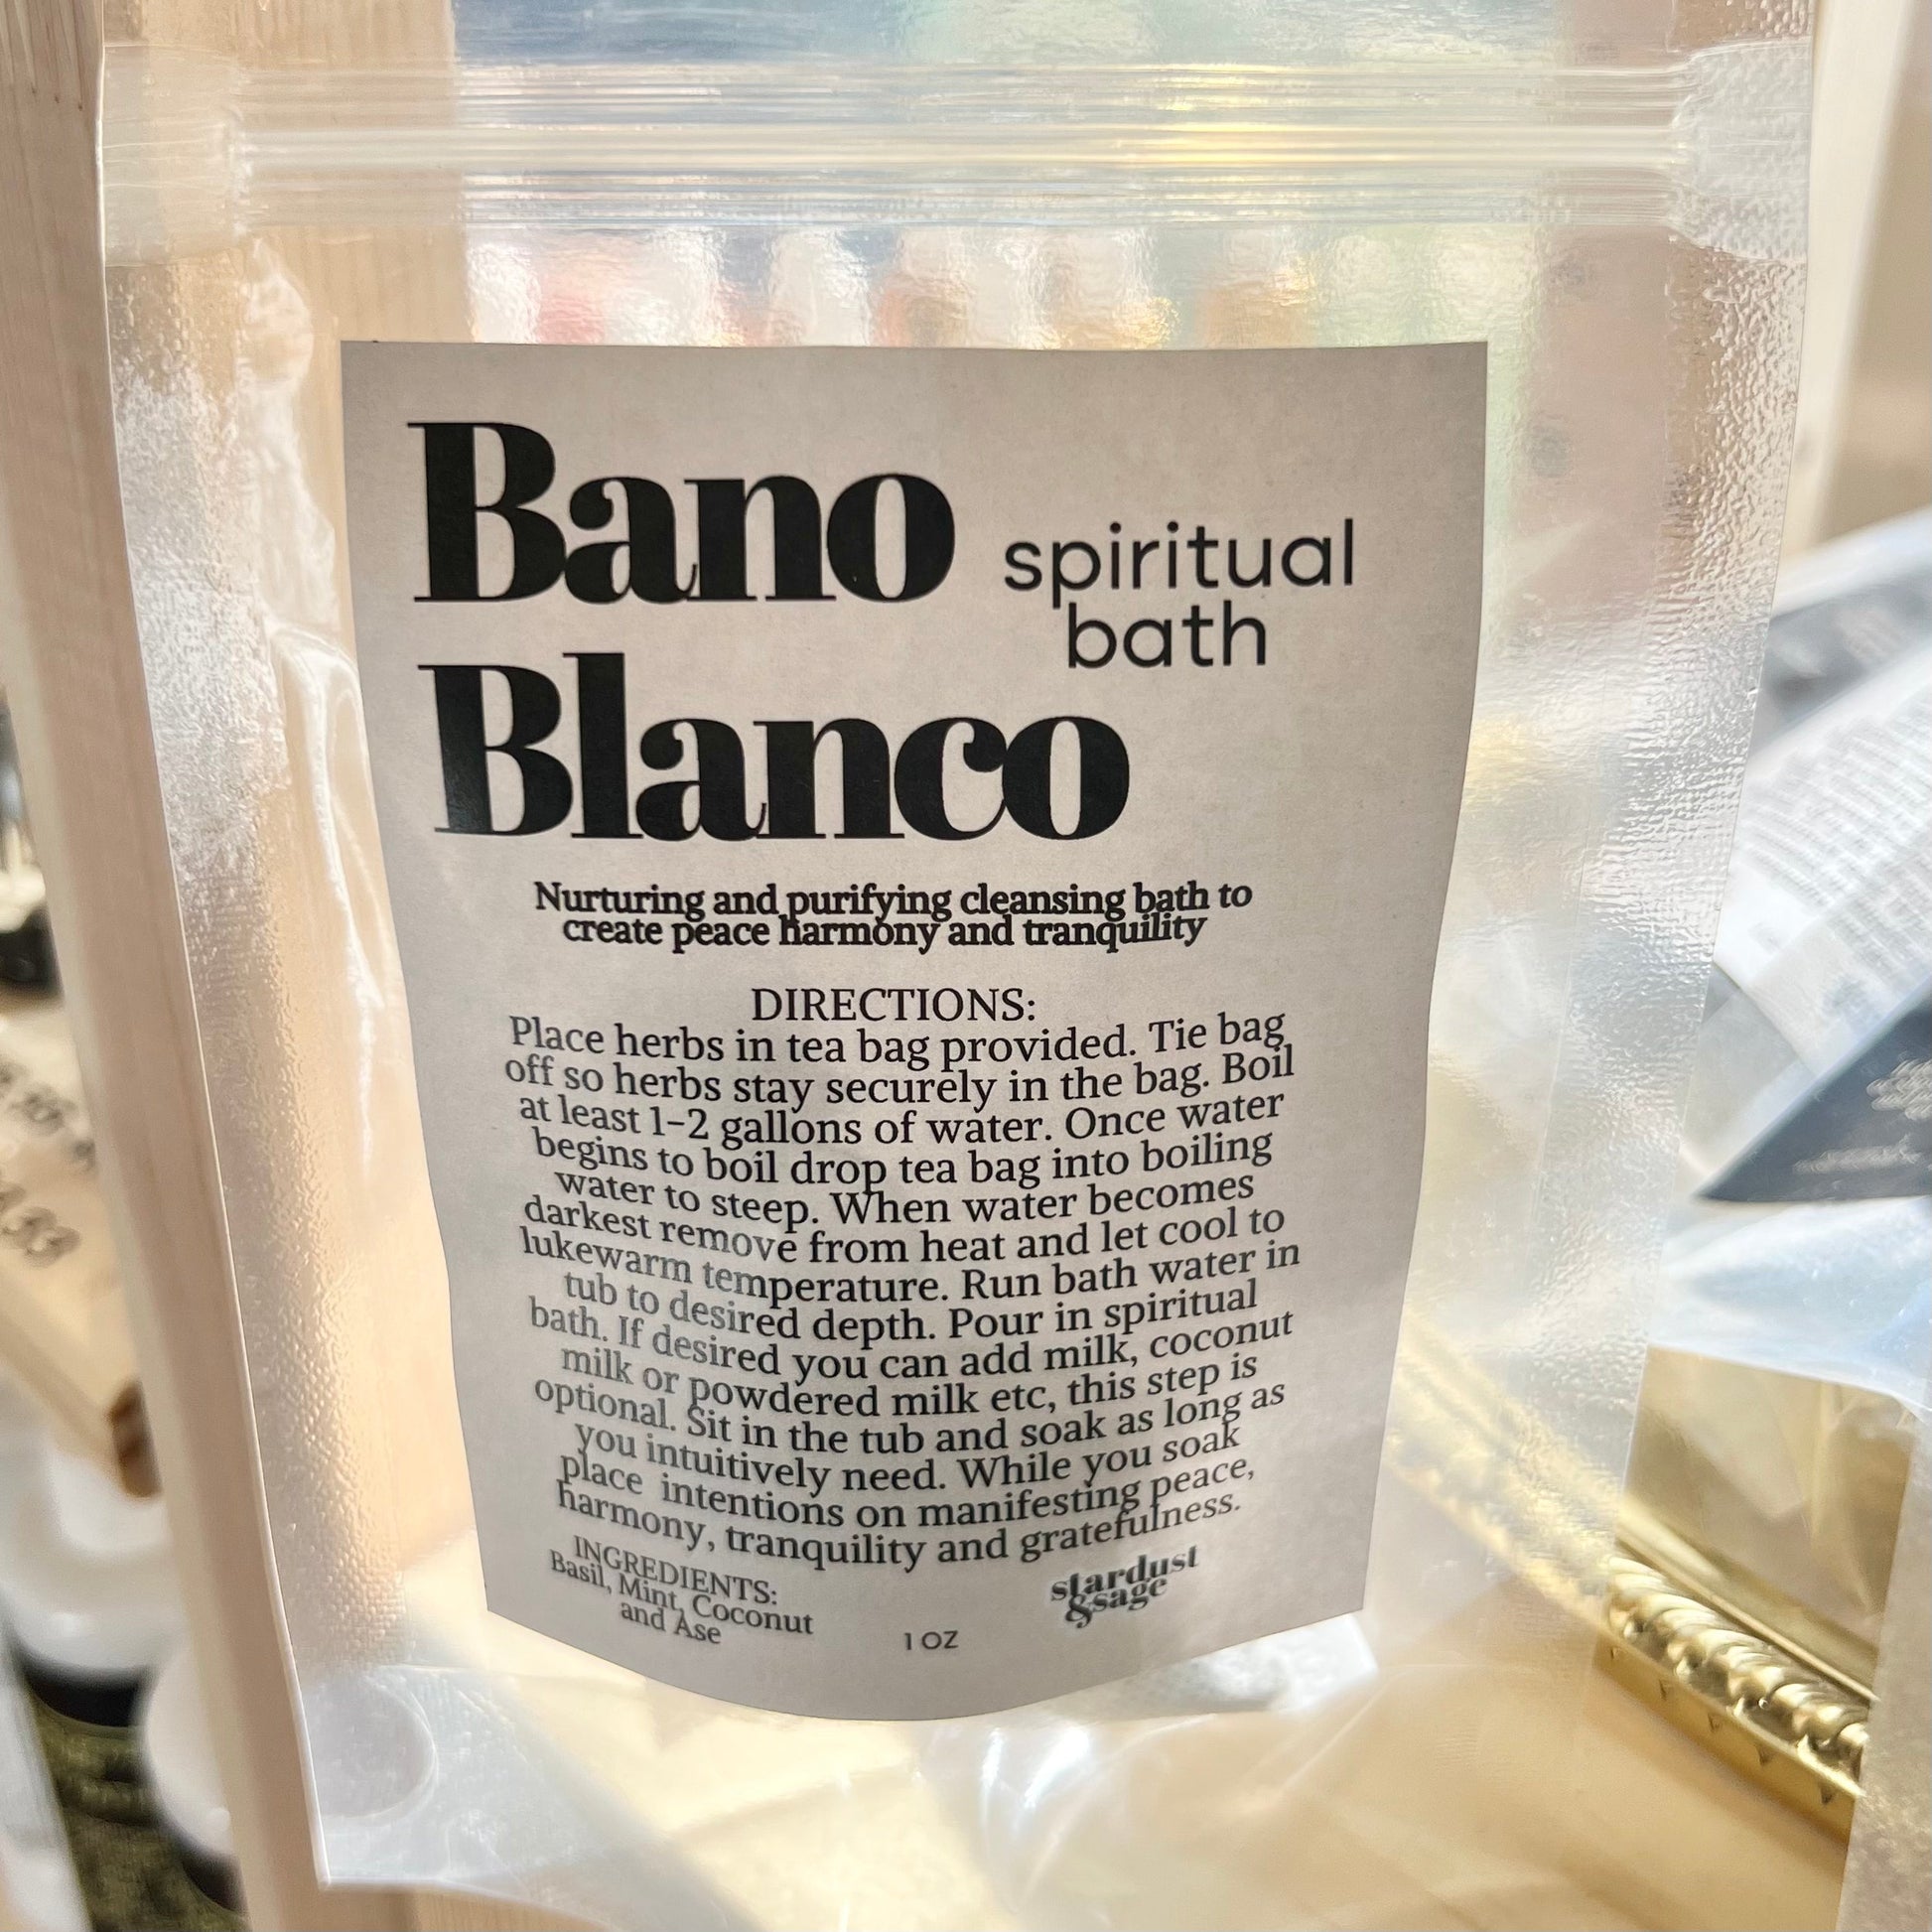 Bano
spiritual
bath
Blanco
Nurturing and purifying cleansing bath to
create peace harmony and tranquility
DIRECTIONS:
Place herbs in tea bag provided. Tie bag
off so herbs stay securely in the bag. Boil
at least 1-2 gallons of water. Once water
begins to boil drop tea bag into boiling
water to steep. When water becomes
darkest remove from heat and let cool to
lukewarm temperature. Run bath water in
tub to desired depth. Pour in spiritual
bath. If desired you can add milk, coconut
milk or powdered milk etc, this step is
optional. Sit in the tub and soak as long as
you intuitively need. While you soak
place intentions on manifesting peace,
harmony, tranquility and gratefulness.
INGREDIENTS:
Basil, Mint, Coconut
and Ase
1 OZ
stardust
&sage